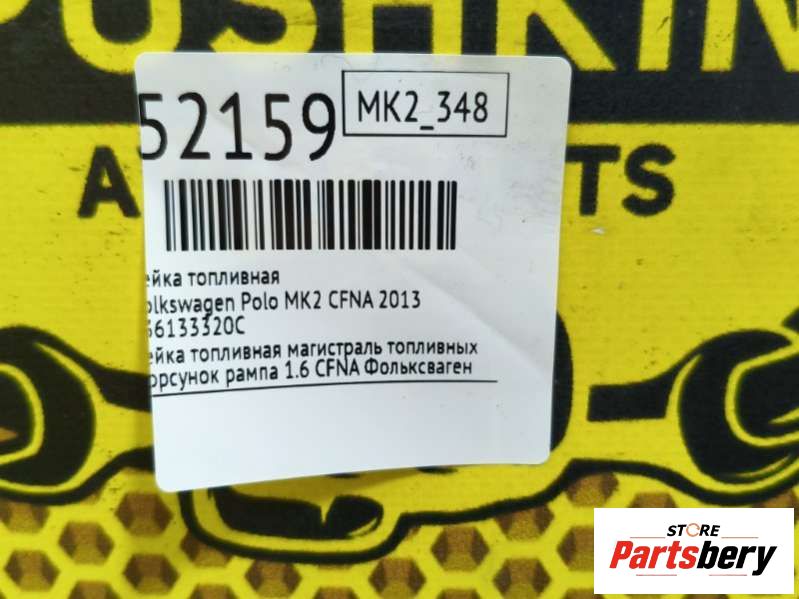 PUSHKIN
52159
MK2_348
ейка топливная
olkswagen Polo MK2 CFNA 2013
6133320C
ейка топливная магистраль топливных
орсунок рампа 1.6 CFNA Фольксваген
STORE
Partsbery